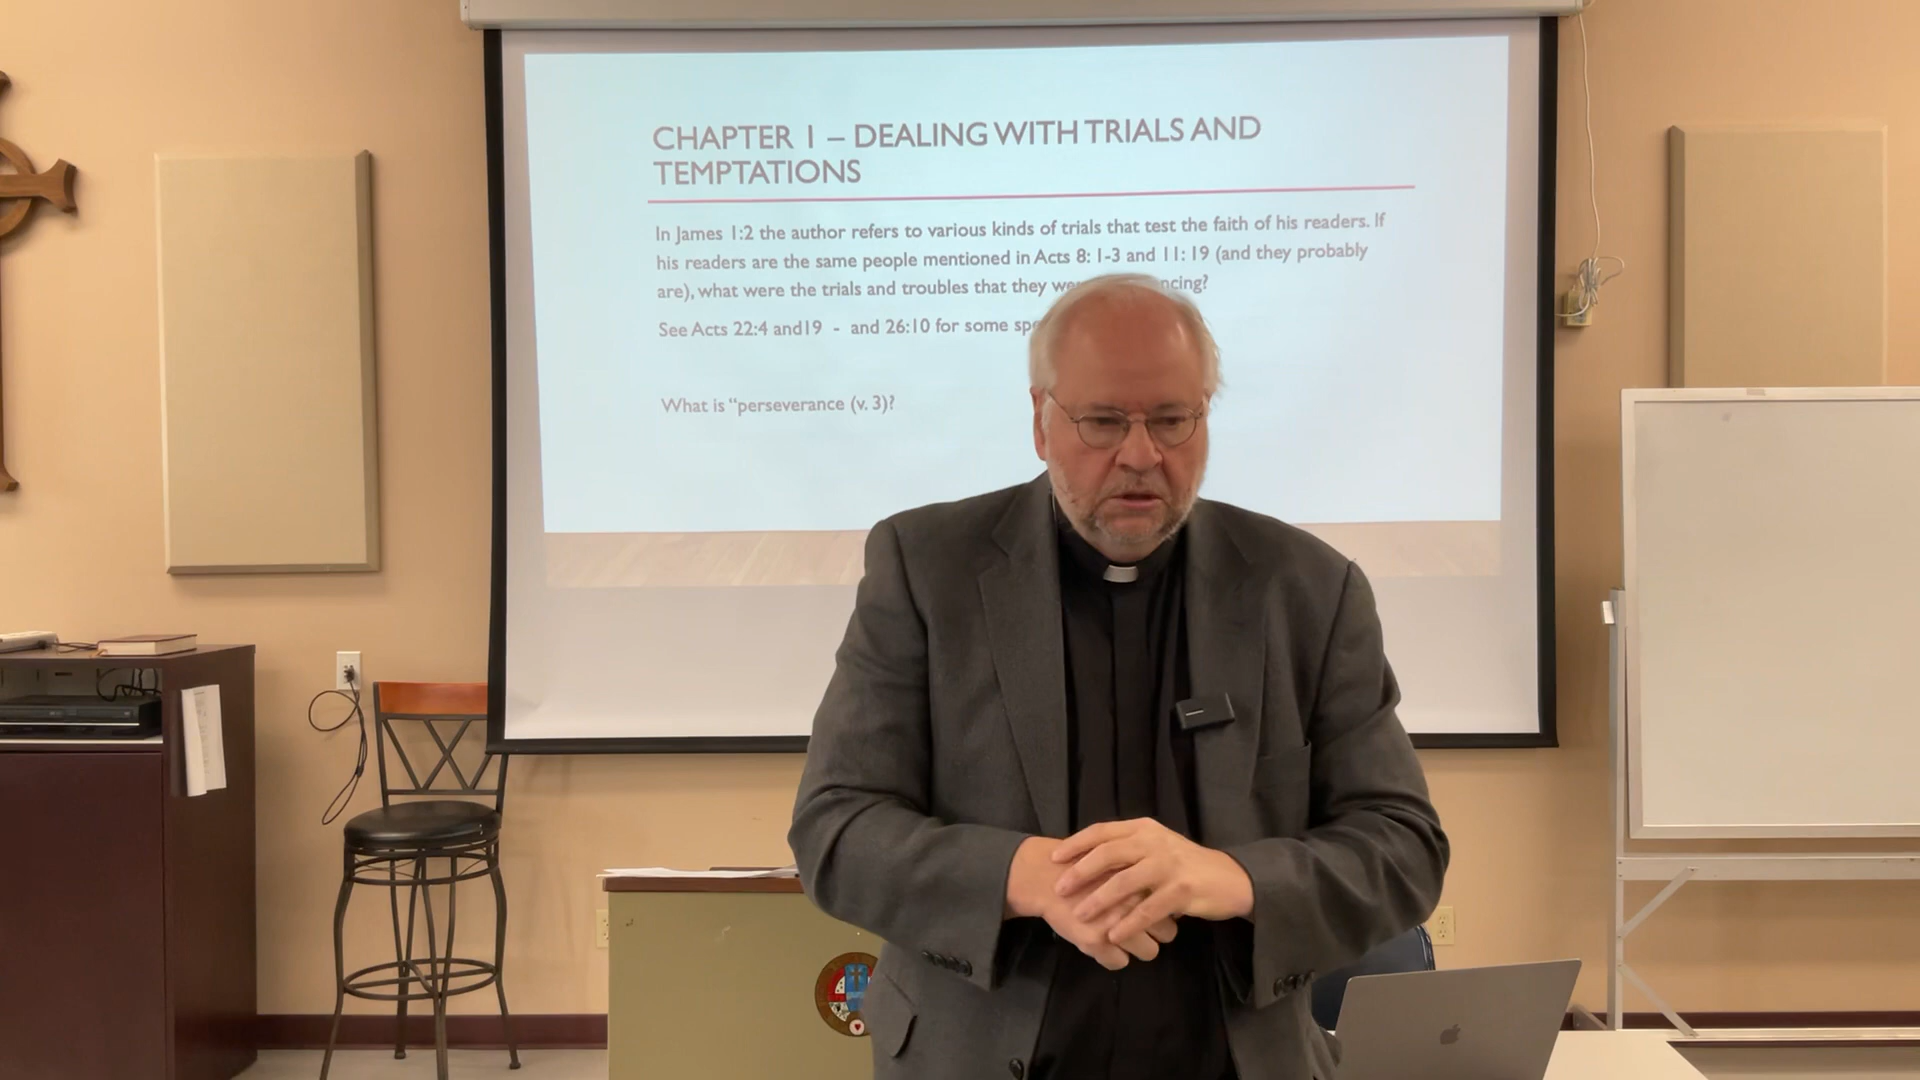 CHAPTER 1 – DEALING WITH TRIALS AND
TEMPTATIONS
In James 1:2 the author refers to various kinds of trials that test the faith of his readers. If
his readers are the same people mentioned in Acts 8: 1-3 and 11: 19 (and they probably
are), what were the trials and troubles that they
See Acts 22:4 and19 - and 26:10 for some
What is “perseverance (v. 3)?